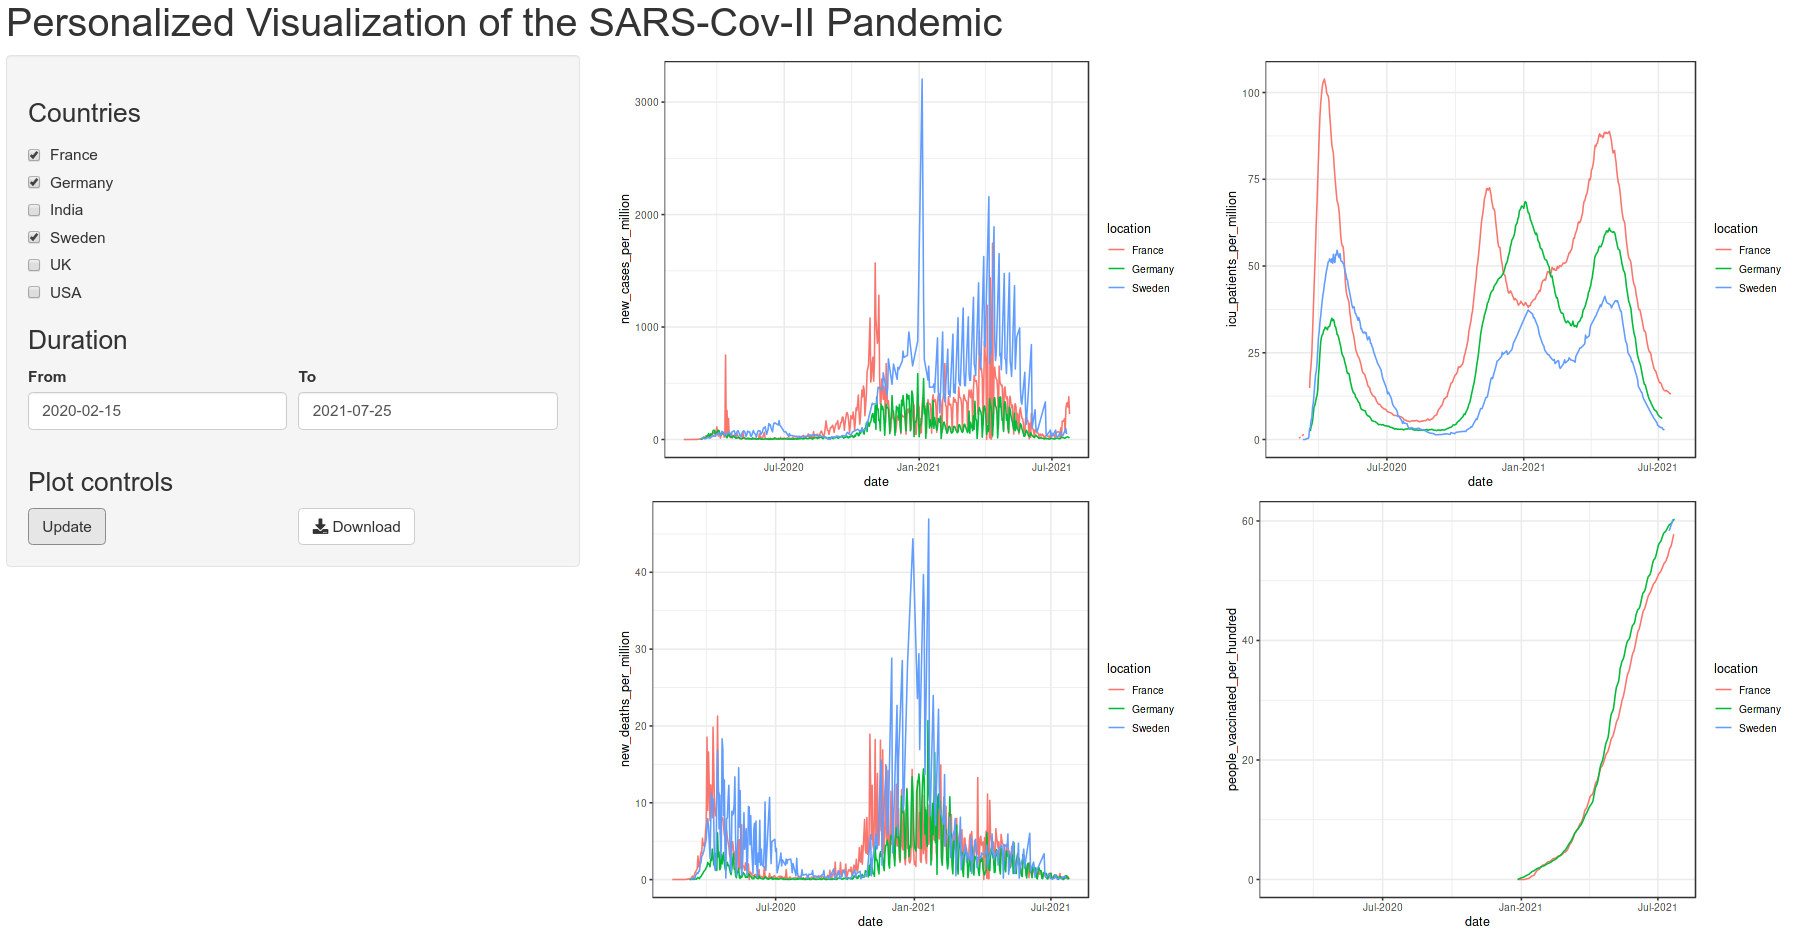 Personalized Visualization of the SARS-Cov-II Pandemic
Countries
France
Germany
India
Sweden
UK
USA
Duration
From To
2020-02-15 2021-07-25
Plot controls
Update Download
new_cases_per_million
3000
2000
1000
0
Jul-2020 Jan-2021 Jul-2021
date
location
France
Germany
Sweden
icu_patients_per_million
100
75
50
25
0
Jul-2020 Jan-2021 Jul-2021
date
location
France
Germany
Sweden
new_deaths_per_million
40
30
20
10
0
Jul-2020 Jan-2021 Jul-2021
date
location
France
Germany
Sweden
people_vaccinated_per_hundred
60
40
20
0
Jul-2020 Jan-2021 Jul-2021
date
location
France
Germany
Sweden